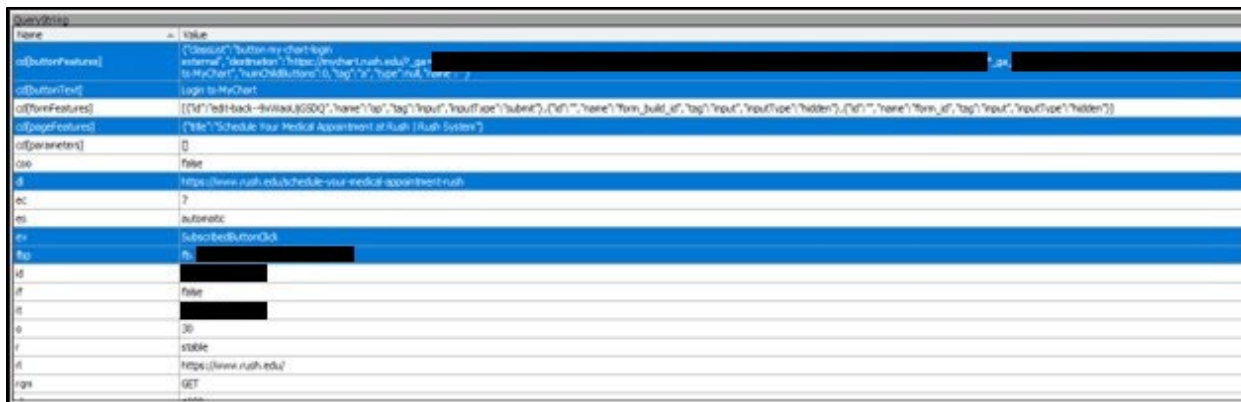 QueryString
Name Value
cd[buttonFeatures] {"classList":"button my-chart-login
external","destination":"https://mychart.rush.edu/?_ga= *_ga_
to MyChart","numChildButtons":0,"tag":"a","type":null,"name":""}
cd[buttonText] Login to MyChart
cd[formFeatures] "name":"op","tag":"input","inputType":"submit"},{"id":"","name":"form_build_id","tag":"input","inputType":"hidden"},{"id":"","name":"form_id","tag":"input","inputType":"hidden"}]
cd[pageFeatures] {"title":"Schedule Your Medical Appointment at Rush | Rush System"}
cd[parameters] []
coo false
dl https://www.rush.edu/schedule-your-medical-appointment-rush
ec 7
es automatic
ev SubscribedButtonClick
fbp fb.
id
if false
it
o 30
r stable
rl https://www.rush.edu/
rqm GET